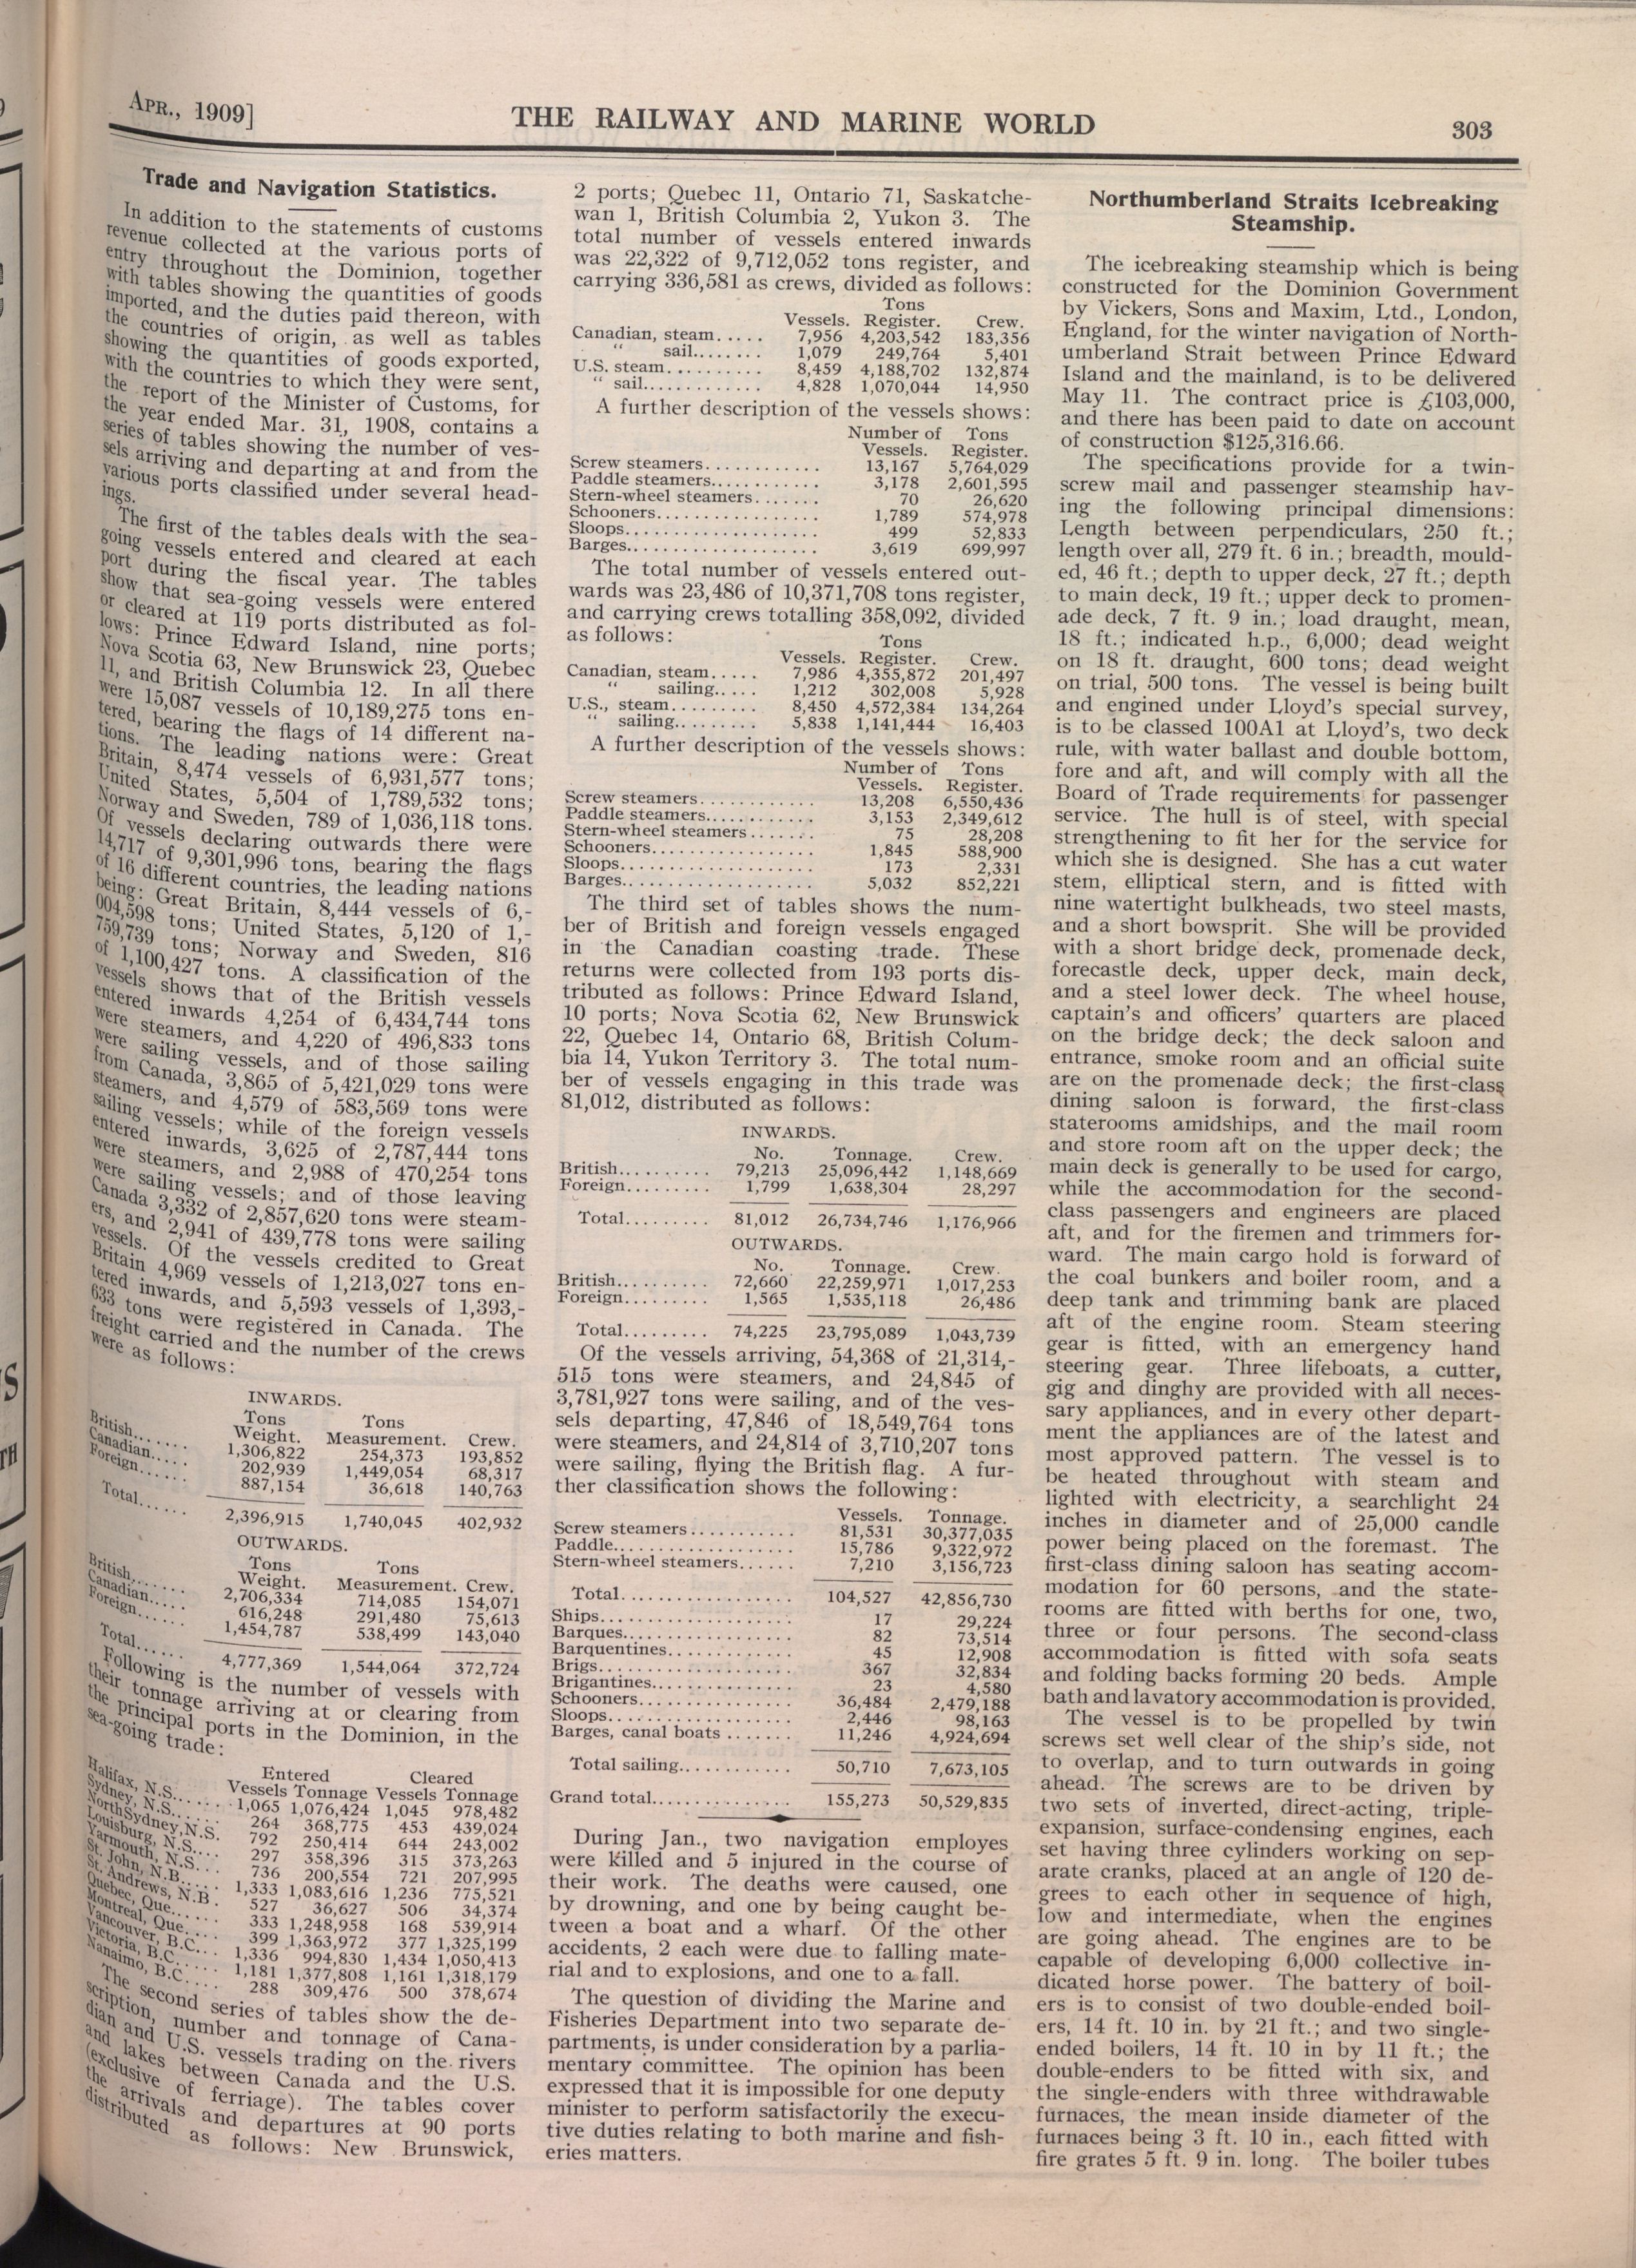 APR., 1909]
THE RAILWAY AND MARINE WORLD
303
Trade and Navigation Statistics.
In addition to the statements of customs
revenue collected at the various ports of
entry throughout the Dominion, together
with tables showing the quantities of goods
imported, and the duties paid thereon, with
the countries of origin, as well as tables
showing the quantities of goods exported,
with the countries to which they were sent,
the report of the Minister of Customs, for
the year ended Mar. 31, 1908, contains a
series of tables showing the number of ves-
sels arriving and departing at and from the
various ports classified under several head-
ings.
The first of the tables deals with the sea-
going vessels entered and cleared at each
port during the fiscal year. The tables
show that sea-going vessels were entered
or cleared at 119 ports distributed as fol-
lows: Prince Edward Island, nine ports;
Nova Scotia 63, New Brunswick 23, Quebec
11, and British Columbia 12. In all there
were 15,087 vessels of 10,189,275 tons en-
tered, bearing the flags of 14 different na-
tions. The leading nations were: Great
Britain, 8,474 vessels of 6,931,577 tons;
United States, 5,504 of 1,789,532 tons;
Norway and Sweden, 789 of 1,036,118 tons.
Of vessels declaring outwards there were
14,717 of 9,301,996 tons, bearing the flags
of 16 different countries, the leading nations
being: Great Britain, 8,444 vessels of 6,-
004,598 tons; United States, 5,120 of 1,-
759,739 tons; Norway and Sweden, 816
of 1,100,427 tons. A classification of the
vessels shows that of the British vessels
entered inwards 4,254 of 6,434,744 tons
were steamers, and 4,220 of 496,833 tons
were sailing vessels, and of those sailing
from Canada, 3,865 of 5,421,029 tons were
steamers, and 4,579 of 583,569 tons were
sailing vessels; while of the foreign vessels
entered inwards, 3,625 of 2,787,444 tons
were steamers, and 2,988 of 470,254 tons
were sailing vessels; and of those leaving
Canada 3,332 of 2,857,620 tons were steam-
ers, and 2,941 of 439,778 tons were sailing
vessels. Of the vessels credited to Great
Britain 4,969 vessels of 1,213,027 tons en-
tered inwards, and 5,593 vessels of 1,393,-
633 tons were registered in Canada. The
freight carried and the number of the crews
were as follows:
INWARDS.
Tons Tons
Weight. Measurement. Crew.
British....... 1,306,822 254,373 193,852
Canadian..... 202,939 1,449,054 68,317
Foreign...... 887,154 36,618 140,763
Total...... 2,396,915 1,740,045 402,932
OUTWARDS.
Tons Tons
Weight. Measurement. Crew.
British....... 2,706,334 714,085 154,071
Canadian..... 616,248 291,480 75,613
Foreign...... 1,454,787 538,499 143,040
Total...... 4,777,369 1,544,064 372,724
Following is the number of vessels with
their tonnage arriving at or clearing from
the principal ports in the Dominion, in the
sea-going trade:
Entered Cleared
Vessels Tonnage Vessels Tonnage
Halifax, N.S...... 1,065 1,076,424 1,045 978,482
Sydney, N.S..... 264 368,775 453 439,024
North Sydney, N.S. 792 250,414 644 243,002
Louisburg, N.S.... 297 358,396 315 373,263
Yarmouth, N.S... 736 200,554 721 207,995
St. John, N.B..... 1,333 1,083,616 1,236 775,521
St. Andrews, N.B. 527 36,627 506 34,374
Quebec, Que...... 333 1,248,958 168 539,914
Montreal, Que.... 399 1,363,972 377 1,325,199
Vancouver, B.C... 1,336 994,830 1,434 1,050,413
Victoria, B.C..... 1,181 1,377,808 1,161 1,318,179
Nanaimo, B.C.... 288 309,476 500 378,674
The second series of tables show the de-
scription, number and tonnage of Cana-
dian and U.S. vessels trading on the rivers
and lakes between Canada and the U.S.
(exclusive of ferriage). The tables cover
the arrivals and departures at 90 ports
distributed as follows: New Brunswick,
2 ports; Quebec 11, Ontario 71, Saskatche-
wan 1, British Columbia 2, Yukon 3. The
total number of vessels entered inwards
was 22,322 of 9,712,052 tons register, and
carrying 336,581 as crews, divided as follows:
Tons
Vessels. Register. Crew.
Canadian, steam..... 7,956 4,203,542 183,356
" sail........ 1,079 249,764 5,401
U.S. steam.......... 8,459 4,188,702 132,874
" sail............ 4,828 1,070,044 14,950
A further description of the vessels shows:
Number of Tons
Vessels. Register.
Screw steamers............ 13,167 5,764,029
Paddle steamers............ 3,178 2,601,595
Stern-wheel steamers....... 70 26,620
Schooners................. 1,789 574,978
Sloops.................... 499 52,833
Barges.................... 3,619 699,997
The total number of vessels entered out-
wards was 23,486 of 10,371,708 tons register,
and carrying crews totalling 358,092, divided
as follows:
Tons
Vessels. Register. Crew.
Canadian, steam..... 7,986 4,355,872 201,497
" sailing..... 1,212 302,008 5,928
U.S., steam......... 8,450 4,572,384 134,264
" sailing......... 5,838 1,141,444 16,403
A further description of the vessels shows:
Number of Tons
Vessels. Register.
Screw steamers............ 13,208 6,550,436
Paddle steamers............ 3,153 2,349,612
Stern-wheel steamers....... 75 28,208
Schooners................. 1,845 588,900
Sloops.................... 173 2,331
Barges.................... 5,032 852,221
The third set of tables shows the num-
ber of British and foreign vessels engaged
in the Canadian coasting trade. These
returns were collected from 193 ports dis-
tributed as follows: Prince Edward Island,
10 ports; Nova Scotia 62, New Brunswick
22, Quebec 14, Ontario 68, British Colum-
bia 14, Yukon Territory 3. The total num-
ber of vessels engaging in this trade was
81,012, distributed as follows:
INWARDS.
No. Tonnage. Crew.
British.......... 79,213 25,096,442 1,148,669
Foreign......... 1,799 1,638,304 28,297
Total......... 81,012 26,734,746 1,176,966
OUTWARDS.
No. Tonnage. Crew.
British.......... 72,660 22,259,971 1,017,253
Foreign......... 1,565 1,535,118 26,486
Total......... 74,225 23,795,089 1,043,739
Of the vessels arriving, 54,368 of 21,314,-
515 tons were steamers, and 24,845 of
3,781,927 tons were sailing, and of the ves-
sels departing, 47,846 of 18,549,764 tons
were steamers, and 24,814 of 3,710,207 tons
were sailing, flying the British flag. A fur-
ther classification shows the following:
Vessels. Tonnage.
Screw steamers........... 81,531 30,377,035
Paddle................... 15,786 9,322,972
Stern-wheel steamers...... 7,210 3,156,723
Total.................. 104,527 42,856,730
Ships.................... 17 29,224
Barques.................. 82 73,514
Barquentines............. 45 12,908
Brigs.................... 367 32,834
Brigantines............... 23 4,580
Schooners................ 36,484 2,479,188
Sloops................... 2,446 98,163
Barges, canal boats....... 11,246 4,924,694
Total sailing............ 50,710 7,673,105
Grand total............... 155,273 50,529,835
During Jan., two navigation employes
were killed and 5 injured in the course of
their work. The deaths were caused, one
by drowning, and one by being caught be-
tween a boat and a wharf. Of the other
accidents, 2 each were due to falling mate-
rial and to explosions, and one to a fall.
The question of dividing the Marine and
Fisheries Department into two separate de-
partments, is under consideration by a parlia-
mentary committee. The opinion has been
expressed that it is impossible for one deputy
minister to perform satisfactorily the execu-
tive duties relating to both marine and fish-
eries matters.
Northumberland Straits Icebreaking
Steamship.
The icebreaking steamship which is being
constructed for the Dominion Government
by Vickers, Sons and Maxim, Ltd., London,
England, for the winter navigation of North-
umberland Strait between Prince Edward
Island and the mainland, is to be delivered
May 11. The contract price is £103,000,
and there has been paid to date on account
of construction $125,316.66.
The specifications provide for a twin-
screw mail and passenger steamship hav-
ing the following principal dimensions:
Length between perpendiculars, 250 ft.;
length over all, 279 ft. 6 in.; breadth, mould-
ed, 46 ft.; depth to upper deck, 27 ft.; depth
to main deck, 19 ft.; upper deck to promen-
ade deck, 7 ft. 9 in.; load draught, mean,
18 ft.; indicated h.p., 6,000; dead weight
on 18 ft. draught, 600 tons; dead weight
on trial, 500 tons. The vessel is being built
and engined under Lloyd's special survey,
is to be classed 100A1 at Lloyd's, two deck
rule, with water ballast and double bottom,
fore and aft, and will comply with all the
Board of Trade requirements for passenger
service. The hull is of steel, with special
strengthening to fit her for the service for
which she is designed. She has a cut water
stem, elliptical stern, and is fitted with
nine watertight bulkheads, two steel masts,
and a short bowsprit. She will be provided
with a short bridge deck, promenade deck,
forecastle deck, upper deck, main deck,
and a steel lower deck. The wheel house,
captain's and officers' quarters are placed
on the bridge deck; the deck saloon and
entrance, smoke room and an official suite
are on the promenade deck; the first-class
dining saloon is forward, the first-class
staterooms amidships, and the mail room
and store room aft on the upper deck; the
main deck is generally to be used for cargo,
while the accommodation for the second-
class passengers and engineers are placed
aft, and for the firemen and trimmers for-
ward. The main cargo hold is forward of
the coal bunkers and boiler room, and a
deep tank and trimming bank are placed
aft of the engine room. Steam steering
gear is fitted, with an emergency hand
steering gear. Three lifeboats, a cutter,
gig and dinghy are provided with all neces-
sary appliances, and in every other depart-
ment the appliances are of the latest and
most approved pattern. The vessel is to
be heated throughout with steam and
lighted with electricity, a searchlight 24
inches in diameter and of 25,000 candle
power being placed on the foremast. The
first-class dining saloon has seating accom-
modation for 60 persons, and the state-
rooms are fitted with berths for one, two,
three or four persons. The second-class
accommodation is fitted with sofa seats
and folding backs forming 20 beds. Ample
bath and lavatory accommodation is provided.
The vessel is to be propelled by twin
screws set well clear of the ship's side, not
to overlap, and to turn outwards in going
ahead. The screws are to be driven by
two sets of inverted, direct-acting, triple-
expansion, surface-condensing engines, each
set having three cylinders working on sep-
arate cranks, placed at an angle of 120 de-
grees to each other in sequence of high,
low and intermediate, when the engines
are going ahead. The engines are to be
capable of developing 6,000 collective in-
dicated horse power. The battery of boil-
ers is to consist of two double-ended boil-
ers, 14 ft. 10 in. by 21 ft.; and two single-
ended boilers, 14 ft. 10 in by 11 ft.; the
double-enders to be fitted with six, and
the single-enders with three withdrawable
furnaces, the mean inside diameter of the
furnaces being 3 ft. 10 in., each fitted with
fire grates 5 ft. 9 in. long. The boiler tubes